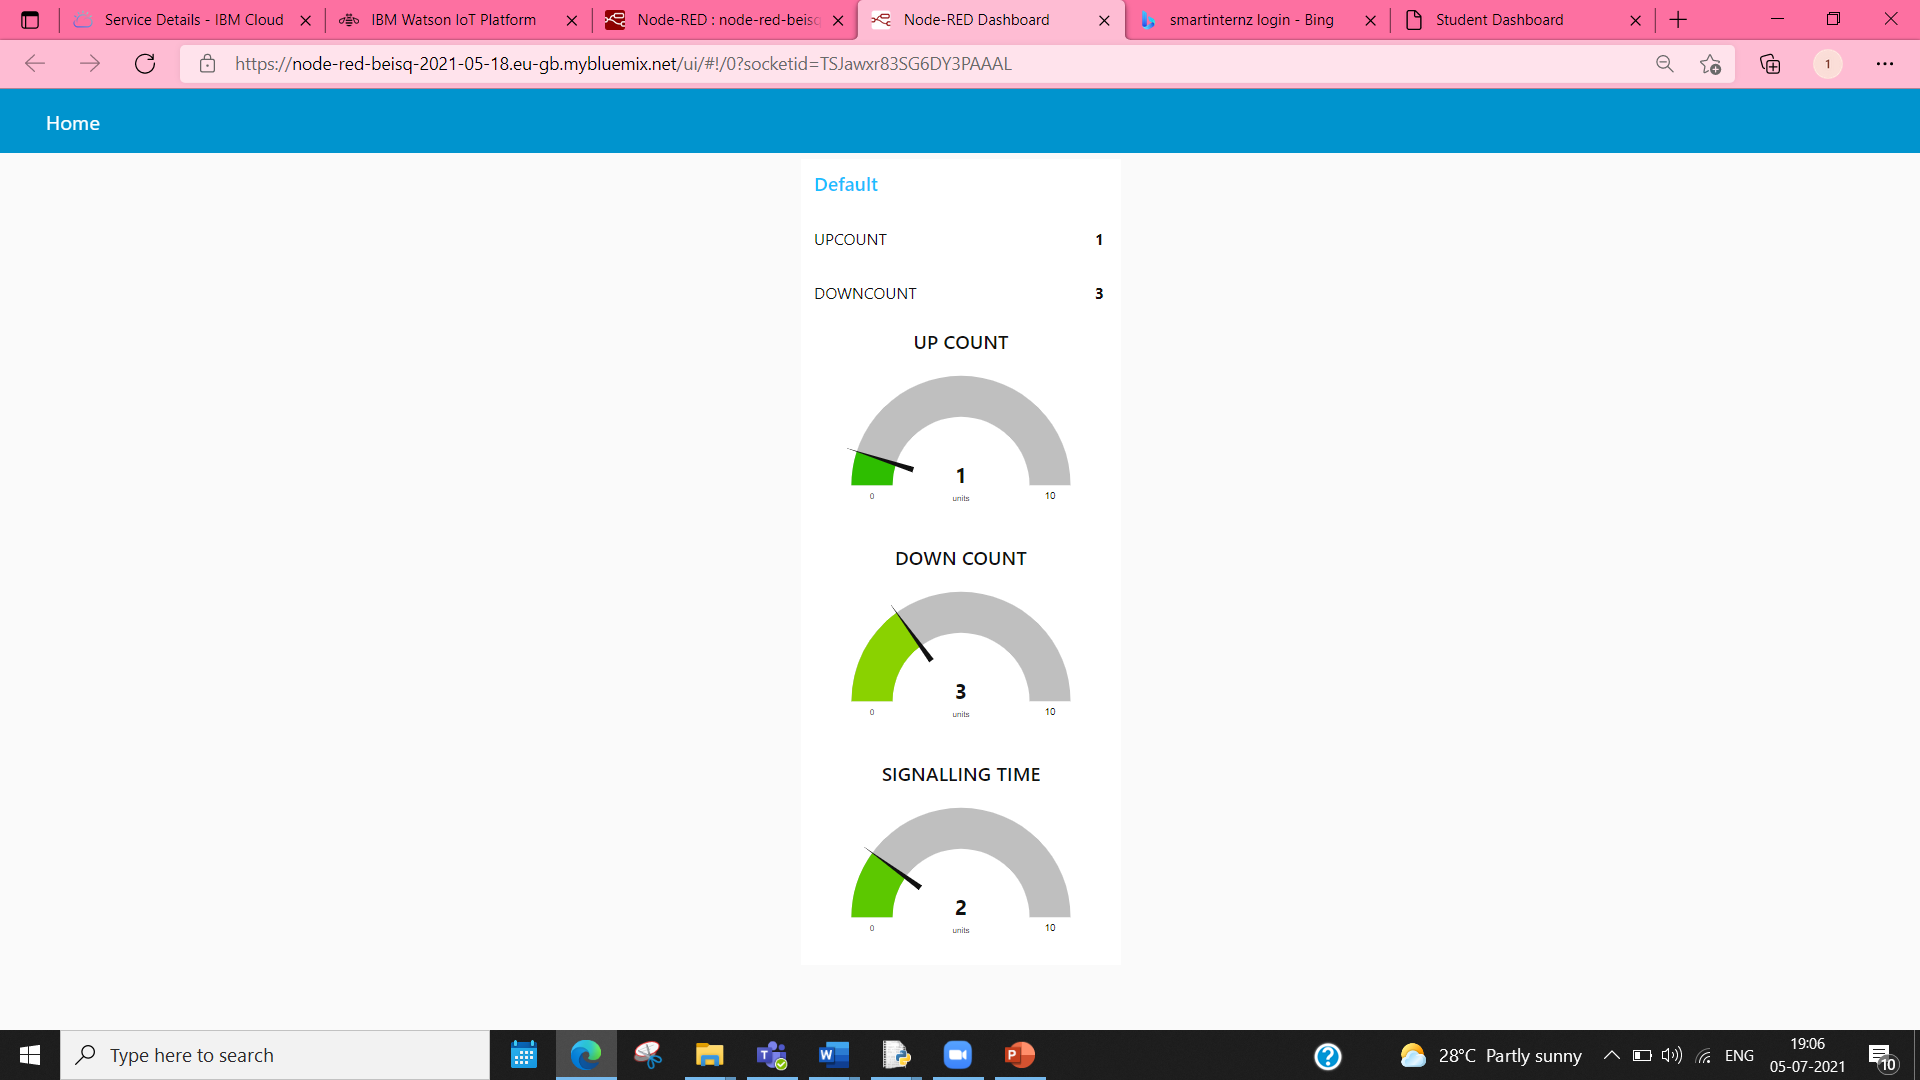 Service Details - IBM Cloud
IBM Watson IoT Platform
Node-RED : node-red-beisq
Node-RED Dashboard
smartinternz login - Bing
Student Dashboard
https://node-red-beisq-2021-05-18.eu-gb.mybluemix.net/ui/#!/0?socketid=TSJawxr83SG6DY3PAAAL
1
Home
Default
UPCOUNT 1
DOWNCOUNT 3
UP COUNT
1
0 units 10
DOWN COUNT
3
0 units 10
SIGNALLING TIME
2
0 units 10
Type here to search
28°C Partly sunny
ENG
19:06
05-07-2021
10